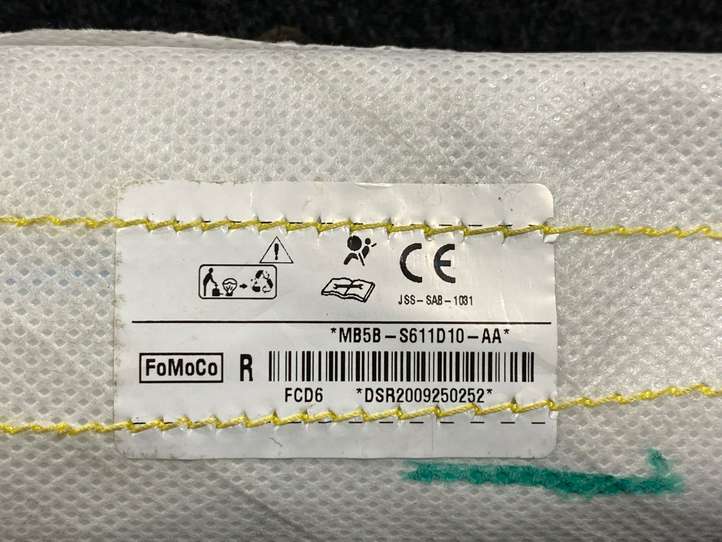 CE
JSS-SAB-1031
*MB5B-S611D10-AA*
FoMoCo R
FCD6 *DSR2009250252*